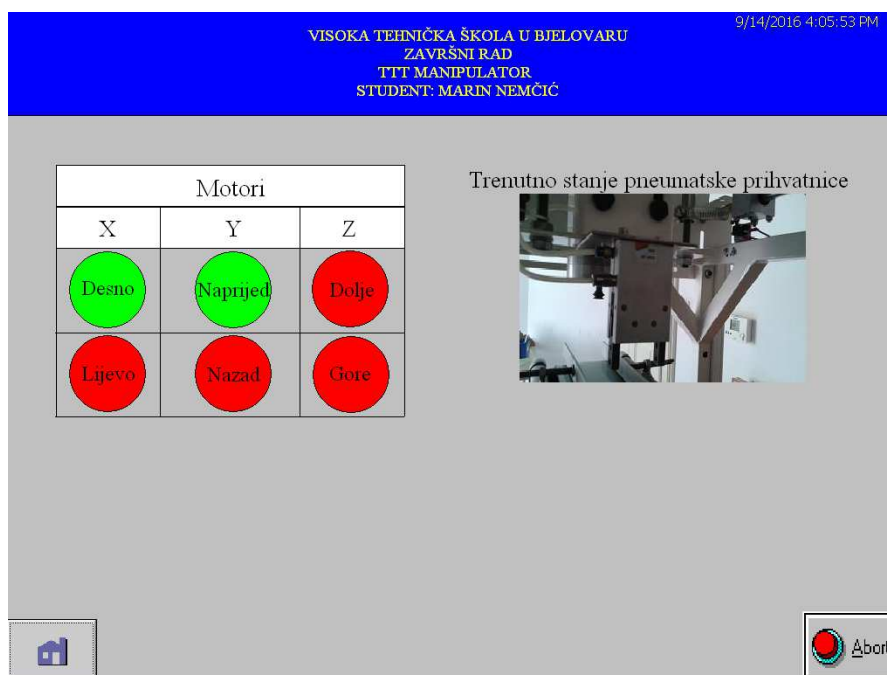 9/14/2016 4:05:53 PM
VISOKA TEHNIČKA ŠKOLA U BJELOVARU
ZAVRŠNI RAD
TTT MANIPULATOR
STUDENT: MARIN NEMČIĆ
Motori
X Y Z
Desno Naprijed Dolje
Lijevo Nazad Gore
Trenutno stanje pneumatske prihvatnice
Abort